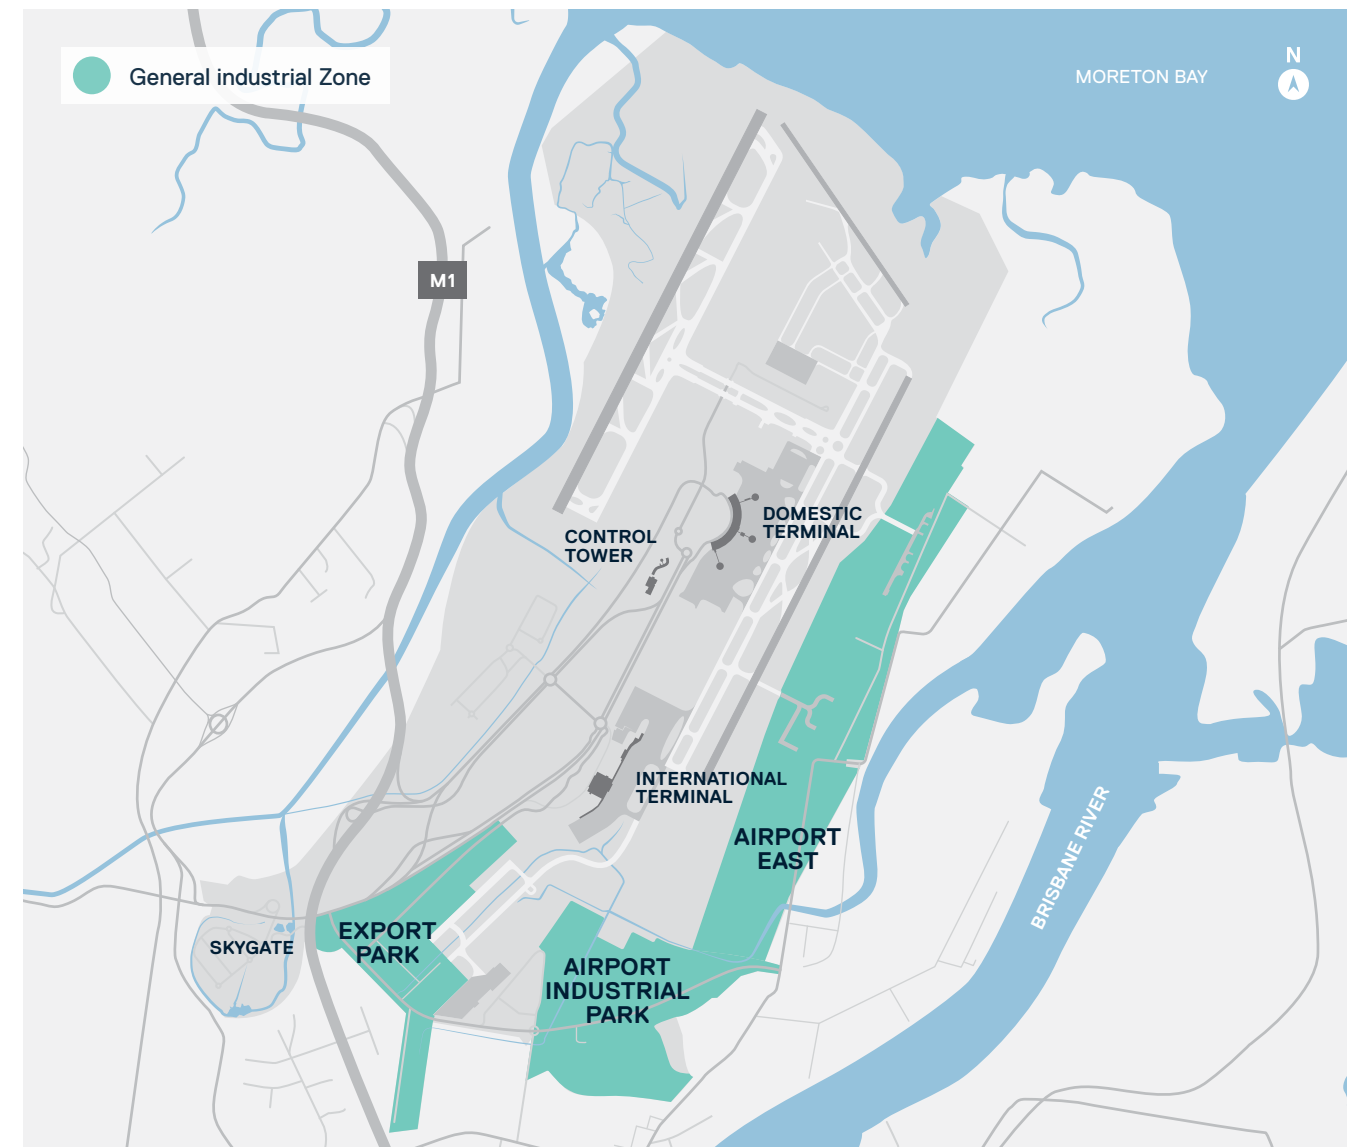 General industrial Zone
MORETON BAY
N
M1
DOMESTIC
TERMINAL
CONTROL
TOWER
INTERNATIONAL
TERMINAL
AIRPORT
EAST
BRISBANE RIVER
EXPORT
PARK
SKYGATE
AIRPORT
INDUSTRIAL
PARK